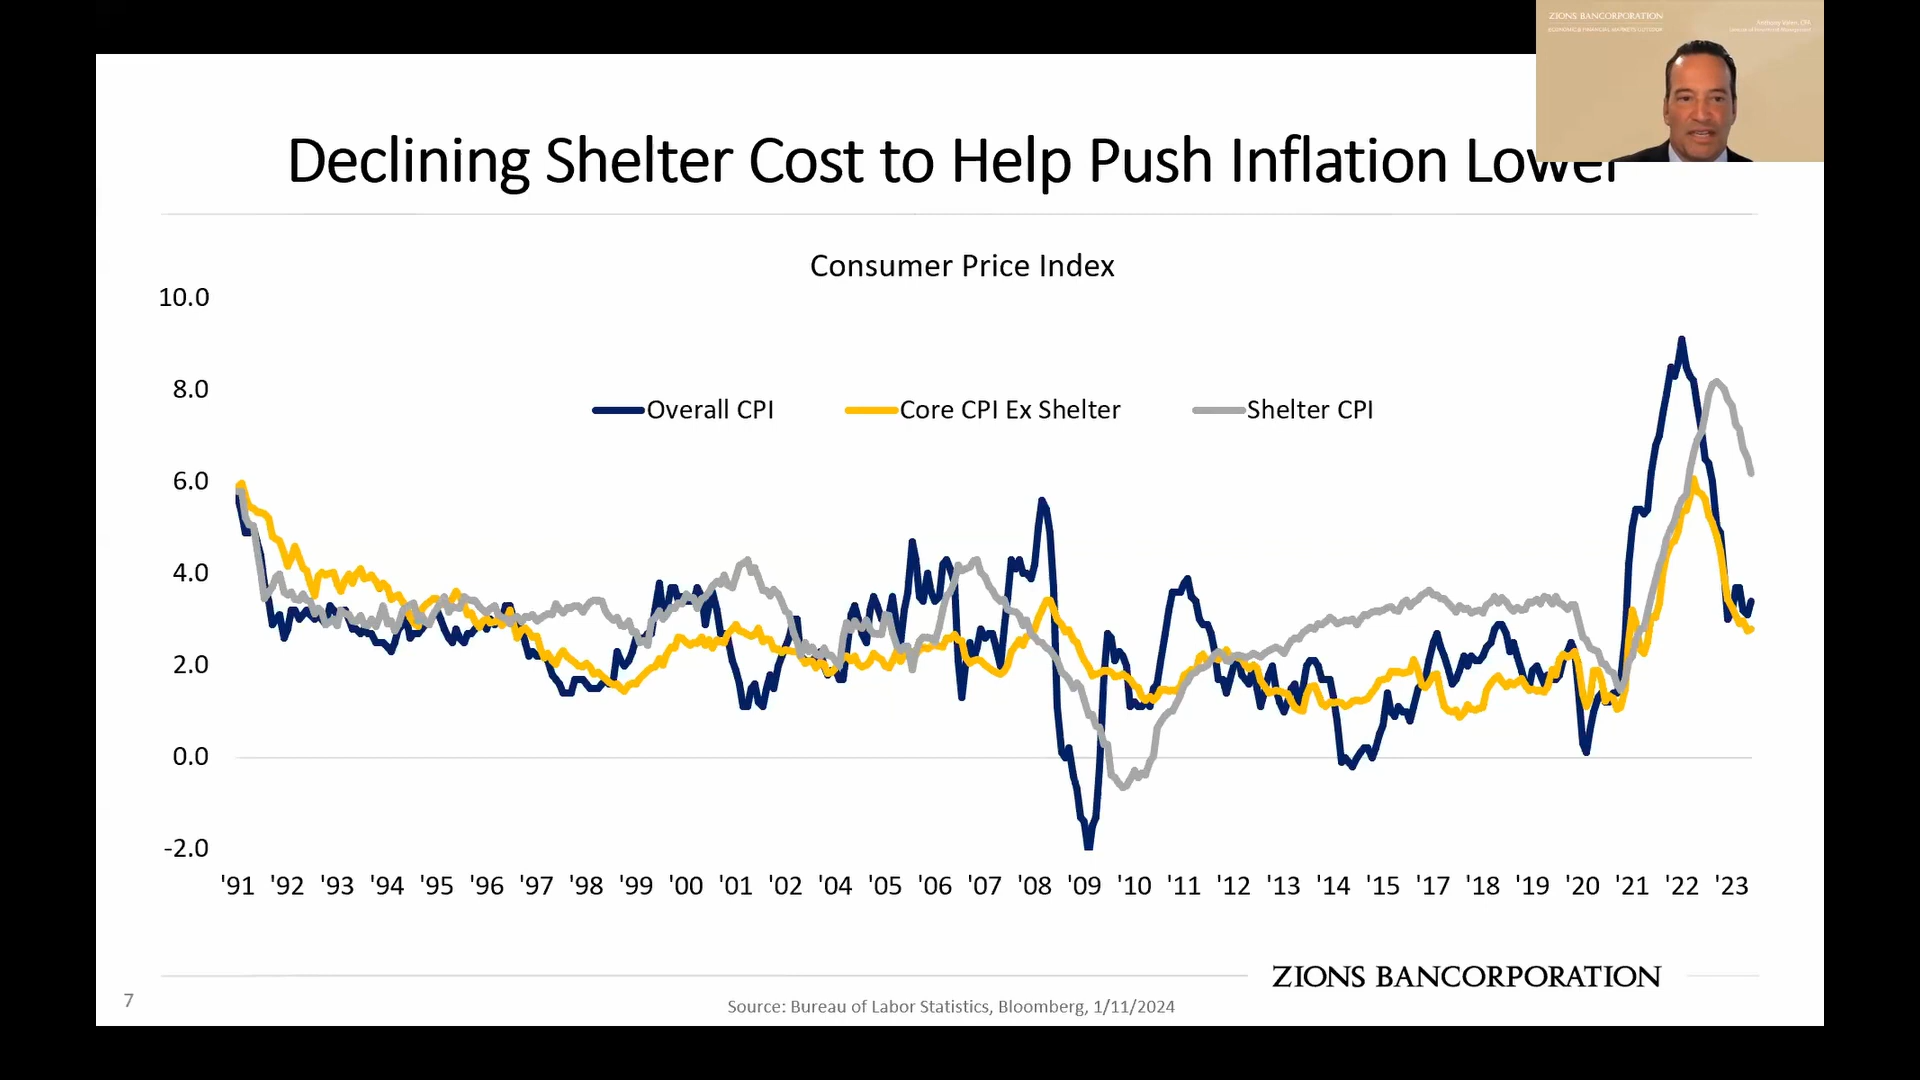 ZIONS BANCORPORATION
ECONOMIC & FINANCIAL MARKETS OUTLOOK
Declining Shelter Cost to Help Push Inflation Lower
Consumer Price Index
10.0
8.0
Overall CPI Core CPI Ex Shelter Shelter CPI
6.0
4.0
2.0
0.0
-2.0
'91 '92 '93 '94 '95 '96 '97 '98 '99 '00 '01 '02 '04 '05 '06 '07 '08 '09 '10 '11 '12 '13 '14 '15 '17 '18 '19 '20 '21 '22 '23
ZIONS BANCORPORATION
7
Source: Bureau of Labor Statistics, Bloomberg, 1/11/2024